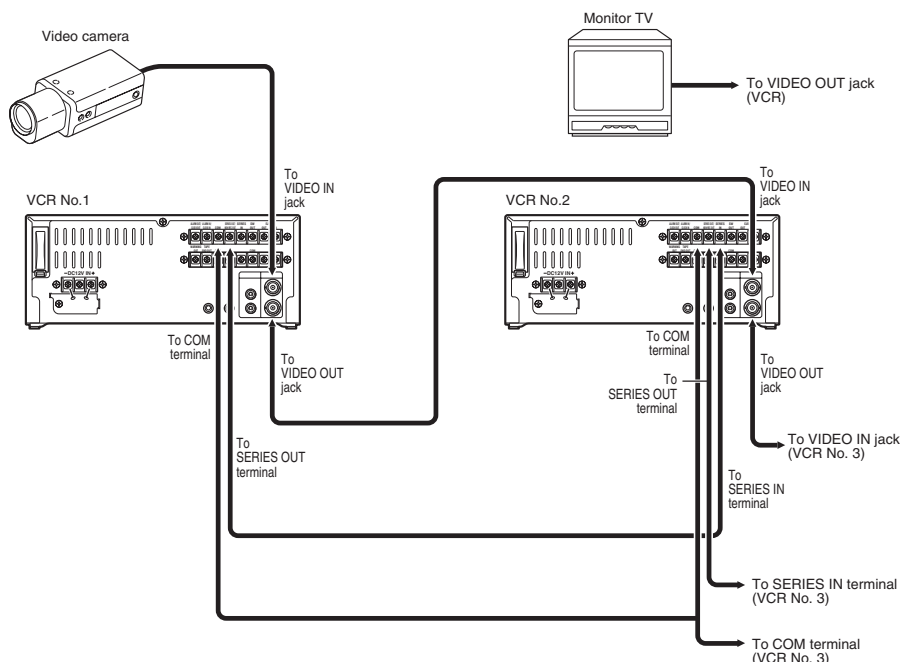 Video camera
Monitor TV
To VIDEO OUT jack
(VCR)
To
VIDEO IN
jack
To
VIDEO IN
jack
VCR No.1
VCR No.2
COM
COM
−DC12V IN+
−DC12V IN+
To COM
terminal
To
VIDEO OUT
jack
To COM
terminal
To
SERIES OUT
terminal
To
VIDEO OUT
jack
To
SERIES OUT
terminal
To VIDEO IN jack
(VCR No. 3)
To
SERIES IN
terminal
To SERIES IN terminal
(VCR No. 3)
To COM terminal
(VCR No. 3)